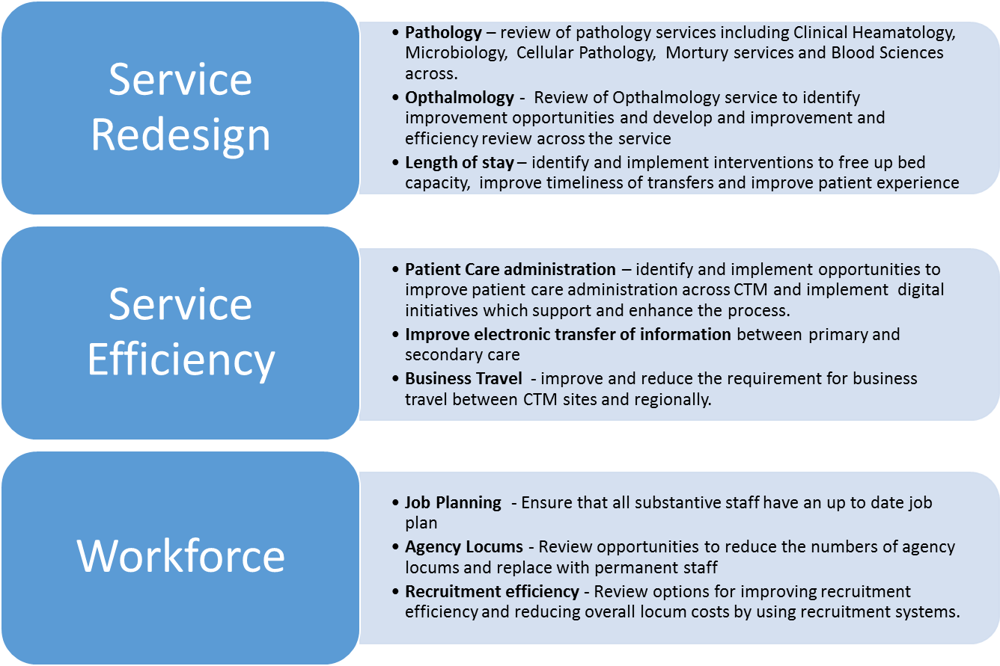 Service
Redesign
• Pathology – review of pathology services including Clinical Heamatology,
Microbiology, Cellular Pathology, Mortury services and Blood Sciences
across.
• Opthalmology - Review of Opthalmology service to identify
improvement opportunities and develop and improvement and
efficiency review across the service
• Length of stay – identify and implement interventions to free up bed
capacity, improve timeliness of transfers and improve patient experience
Service
Efficiency
• Patient Care administration – identify and implement opportunities to
improve patient care administration across CTM and implement digital
initiatives which support and enhance the process.
• Improve electronic transfer of information between primary and
secondary care
• Business Travel - improve and reduce the requirement for business
travel between CTM sites and regionally.
Workforce
• Job Planning - Ensure that all substantive staff have an up to date job
plan
• Agency Locums - Review opportunities to reduce the numbers of agency
locums and replace with permanent staff
• Recruitment efficiency - Review options for improving recruitment
efficiency and reducing overall locum costs by using recruitment systems.